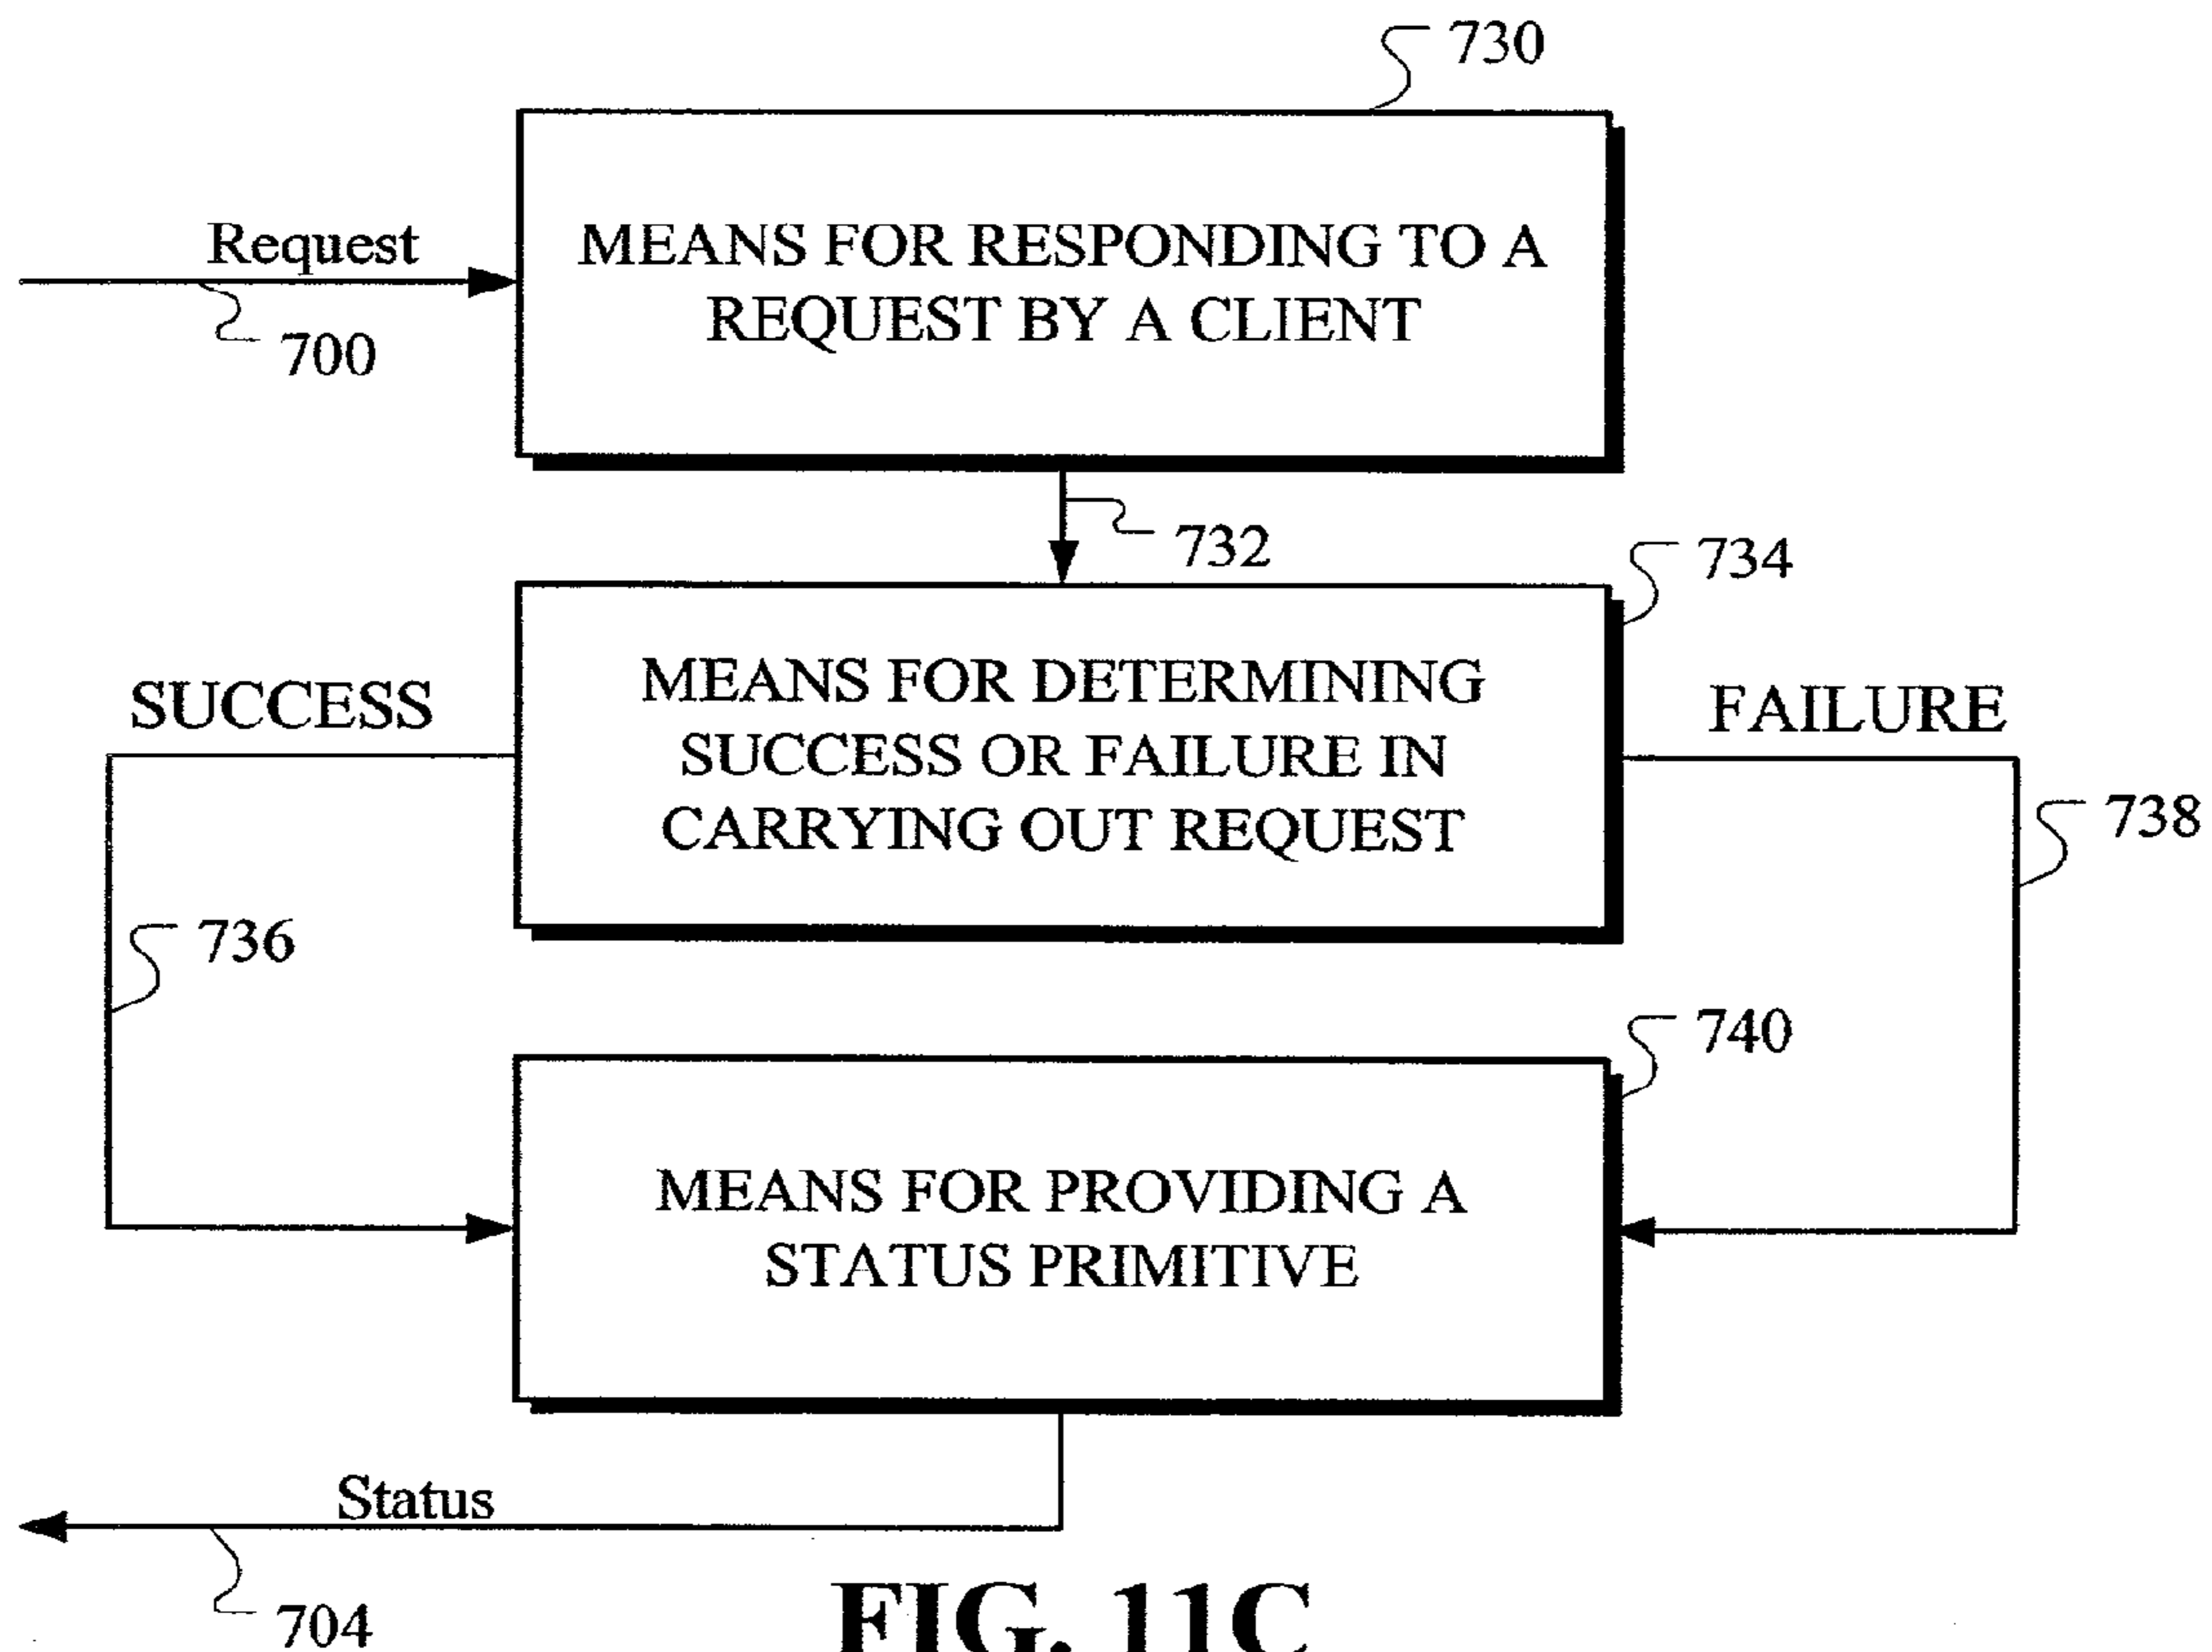 730
Request
700
MEANS FOR RESPONDING TO A
REQUEST BY A CLIENT
732
734
SUCCESS
MEANS FOR DETERMINING
SUCCESS OR FAILURE IN
CARRYING OUT REQUEST
FAILURE
738
736
740
MEANS FOR PROVIDING A
STATUS PRIMITIVE
Status
704
FIG. 11C